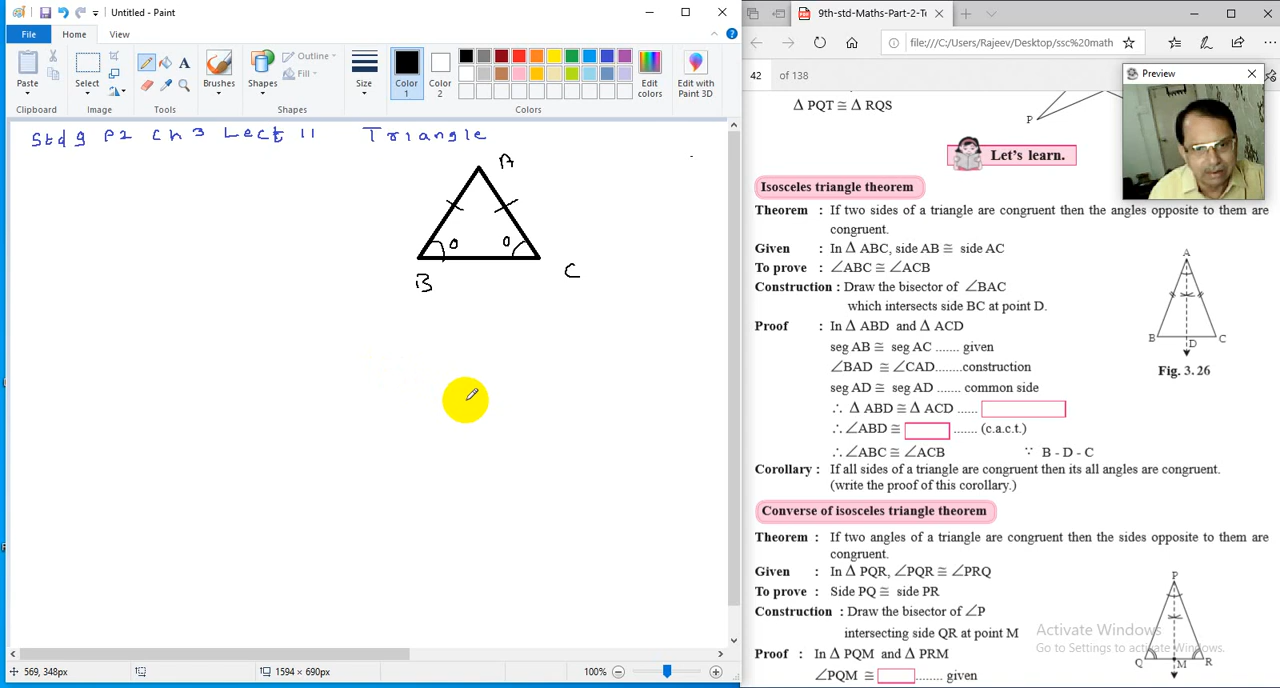 Untitled - Paint
File
Home
View
Paste
Select
Brushes
Shapes
Outline
Fill
Size
Color 1
Color 2
Edit colors
Edit with Paint 3D
Clipboard
Image
Tools
Shapes
Colors
Std 9 P2 Ch 3 Lect 11 Triangle
A
B
C
569, 348px
1594 × 690px
100%
9th-std-Maths-Part-2-Te
file:///C:/Users/Rajeev/Desktop/ssc%20math
42 of 138
Preview
Δ PQT ≅ Δ RQS
P
Let's learn.
Isosceles triangle theorem
Theorem : If two sides of a triangle are congruent then the angles opposite to them are
congruent.
Given : In Δ ABC, side AB ≅ side AC
To prove : ∠ABC ≅ ∠ACB
Construction : Draw the bisector of ∠BAC
which intersects side BC at point D.
Proof : In Δ ABD and Δ ACD
seg AB ≅ seg AC ....... given
∠BAD ≅ ∠CAD........construction
seg AD ≅ seg AD ....... common side
∴ Δ ABD ≅ Δ ACD ......
∴ ∠ABD ≅ ....... (c.a.c.t.)
∴ ∠ABC ≅ ∠ACB ∵ B - D - C
A
B D C
Fig. 3.26
Corollary : If all sides of a triangle are congruent then its all angles are congruent.
(write the proof of this corollary.)
Converse of isosceles triangle theorem
Theorem : If two angles of a triangle are congruent then the sides opposite to them are
congruent.
Given : In Δ PQR, ∠PQR ≅ ∠PRQ
To prove : Side PQ ≅ side PR
Construction : Draw the bisector of ∠P
intersecting side QR at point M
Proof : In Δ PQM and Δ PRM
∠PQM ≅ ........ given
P
Q M R
Activate Windows
Go to Settings to activate Windows.